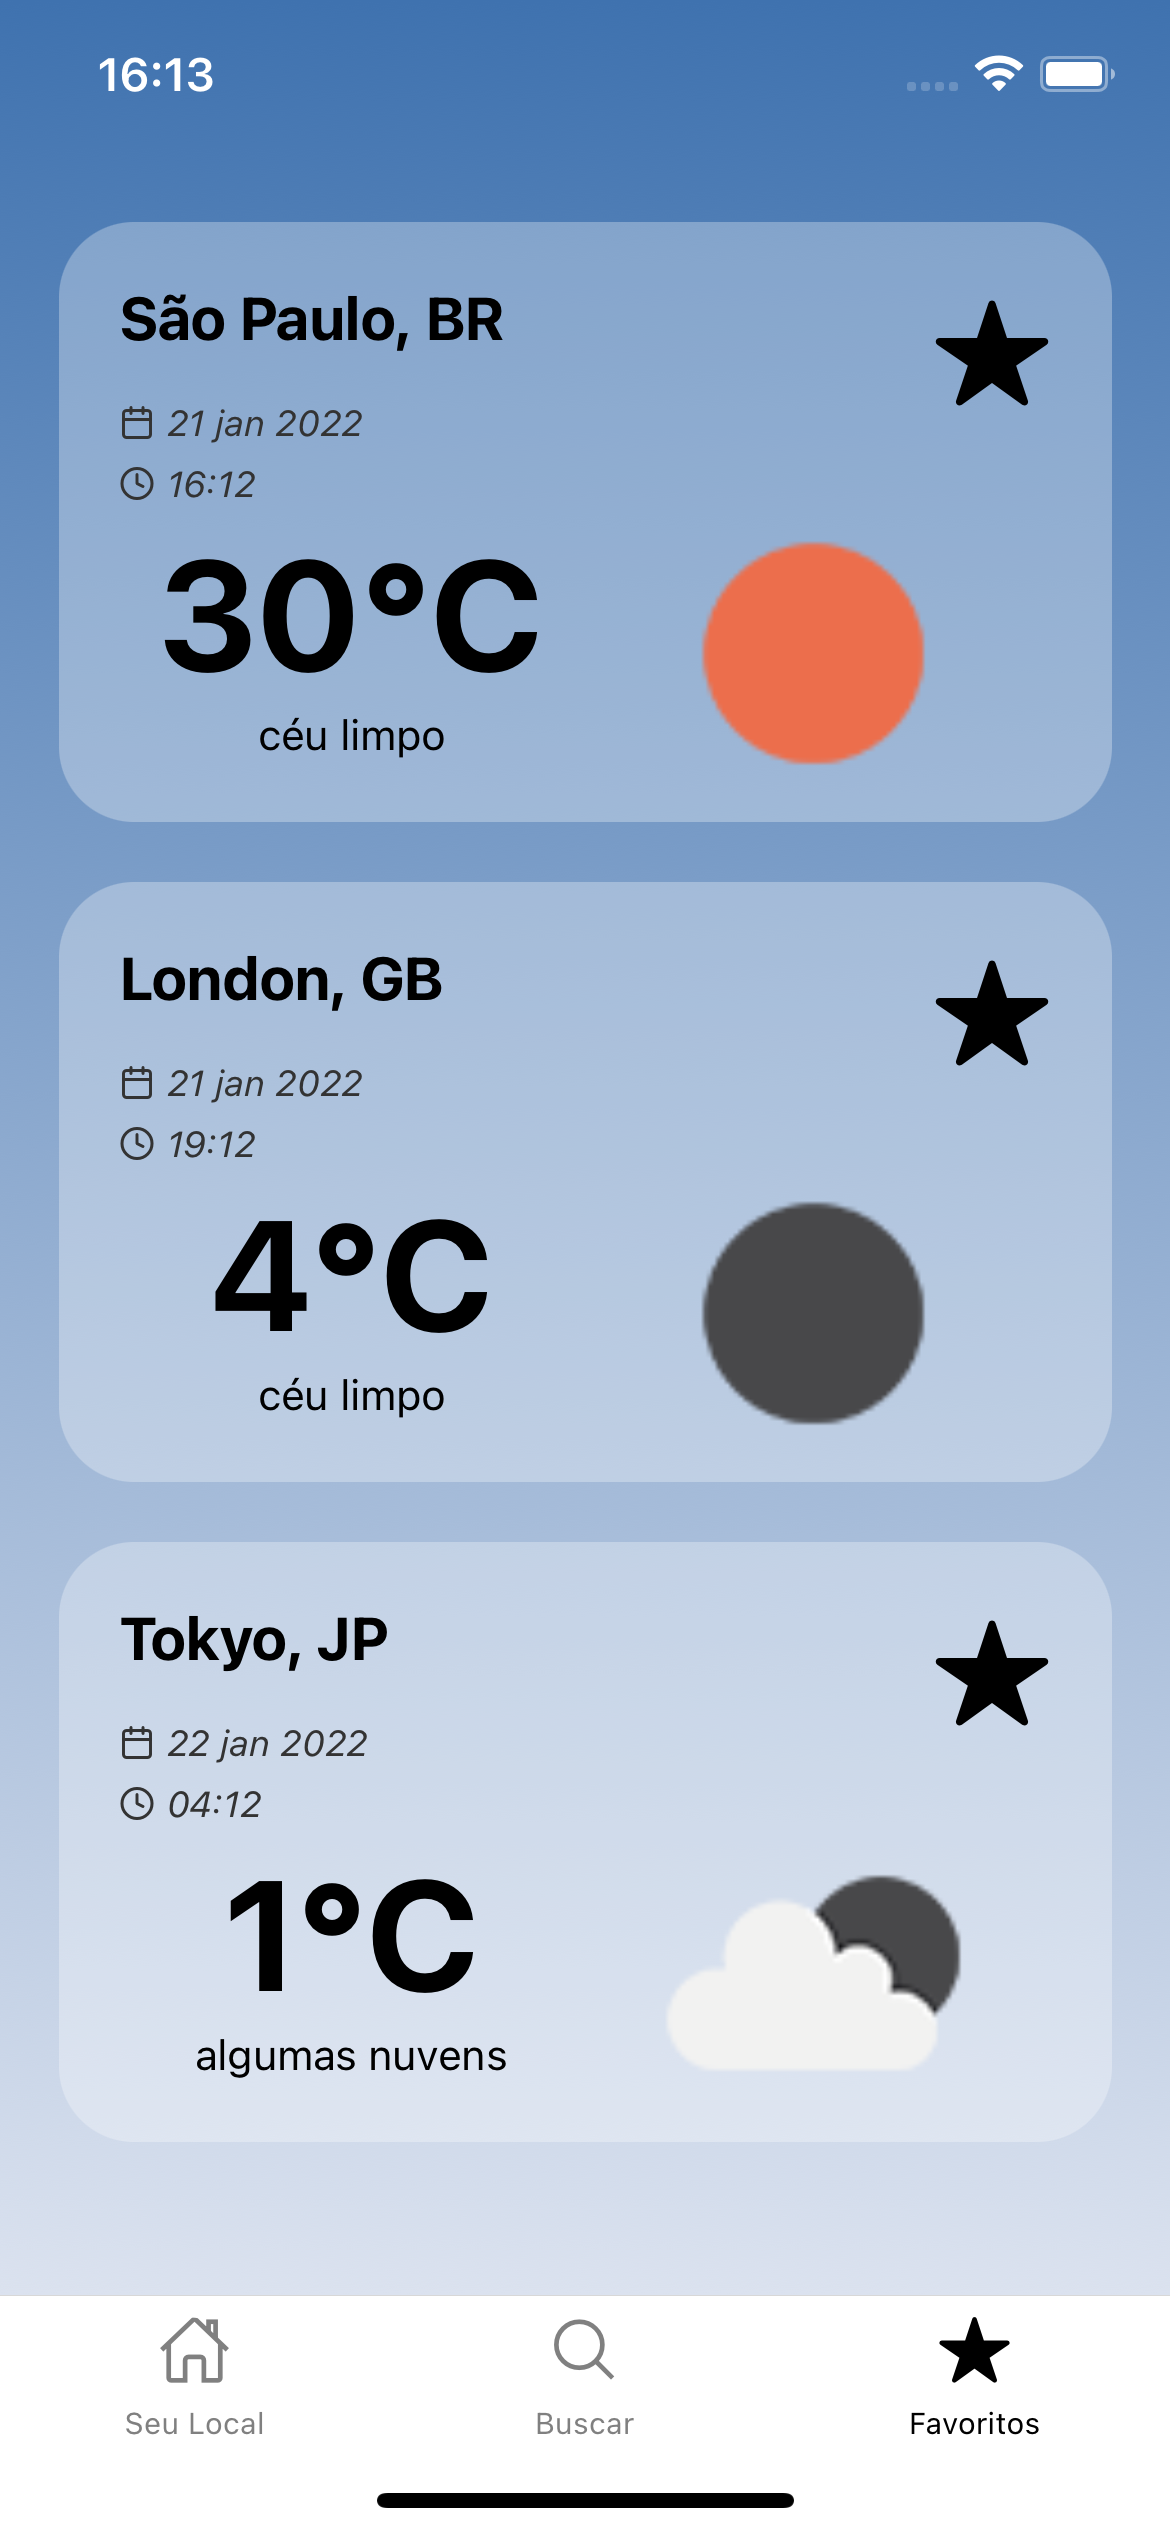 16:13
São Paulo, BR
21 jan 2022
16:12
30°C
céu limpo
London, GB
21 jan 2022
19:12
4°C
céu limpo
Tokyo, JP
22 jan 2022
04:12
1°C
algumas nuvens
Seu Local
Buscar
Favoritos